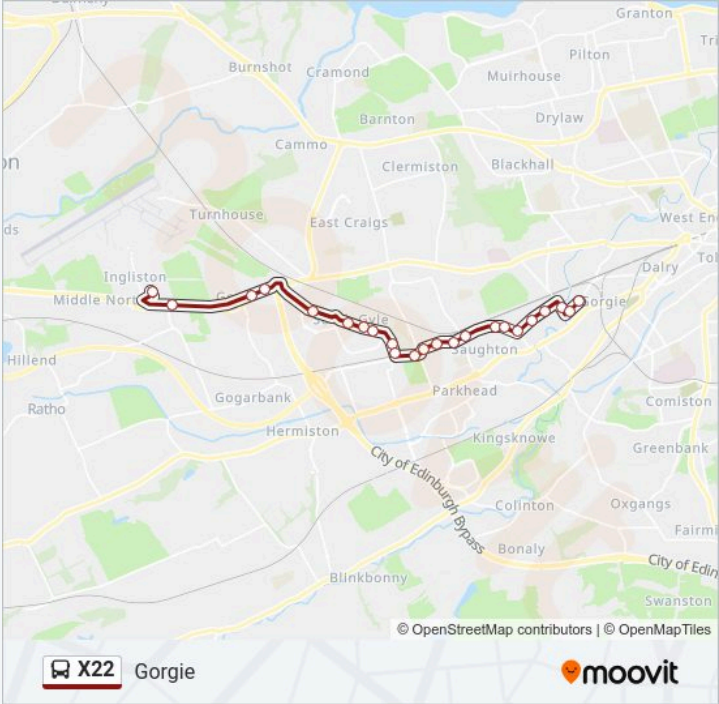 Granton
Pilton
Burnshot
Cramond
Muirhouse
Barnton
Drylaw
Cammo
Clermiston
Blackhall
Turnhouse
East Craigs
West En
Dalry
Ingliston
Middle Nor
Gorgie
Gyle
Saughton
Hillend
Gogarbank
Parkhead
Ratho
Comiston
Hermiston
Kingsknowe
Greenbank
City of Edinburgh Bypass
Colinton
Oxgangs
Fairmi
Bonaly
City of Edin
Blinkbonny
Swanston
© OpenStreetMap contributors | © OpenMapTiles
X22 Gorgie
moovit